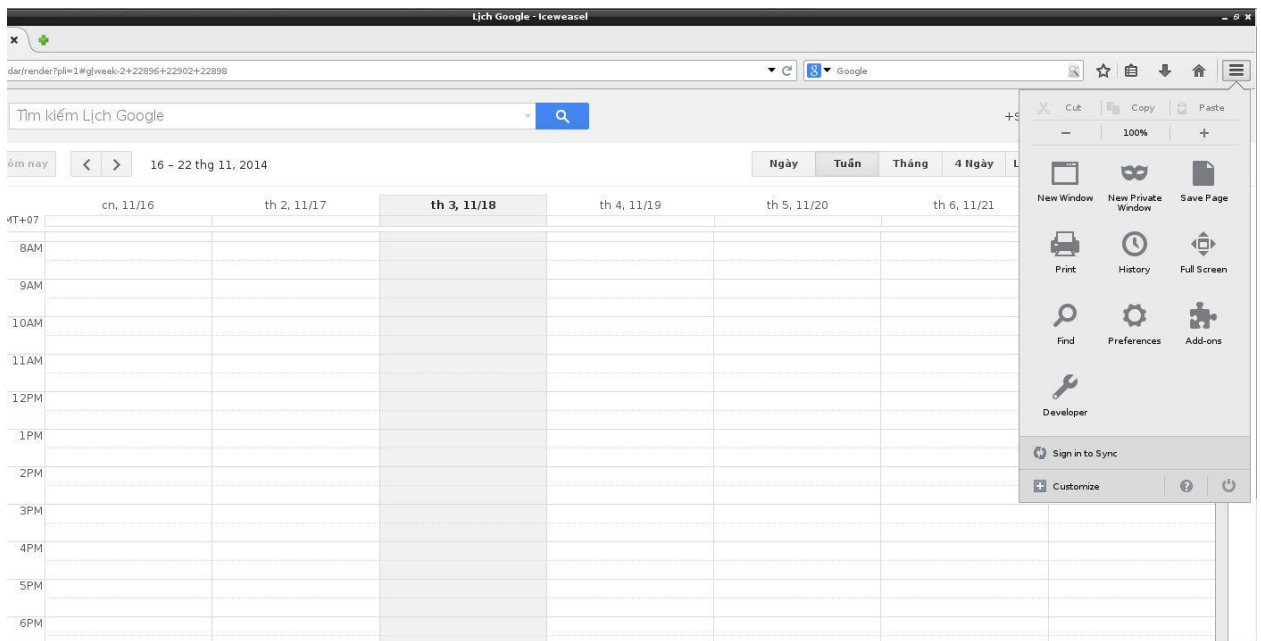 Lịch Google - Iceweasel
dar/render?pli=1#g|week-2+22896+22902+22898
Google
Tìm kiếm Lịch Google
+S
ôm nay
16 – 22 thg 11, 2014
Ngày Tuần Tháng 4 Ngày L
cn, 11/16 th 2, 11/17 th 3, 11/18 th 4, 11/19 th 5, 11/20 th 6, 11/21
MT+07
8AM
9AM
10AM
11AM
12PM
1PM
2PM
3PM
4PM
5PM
6PM
Cut Copy Paste
− 100% +
New Window New Private Window Save Page
Print History Full Screen
Find Preferences Add-ons
Developer
Sign in to Sync
Customize